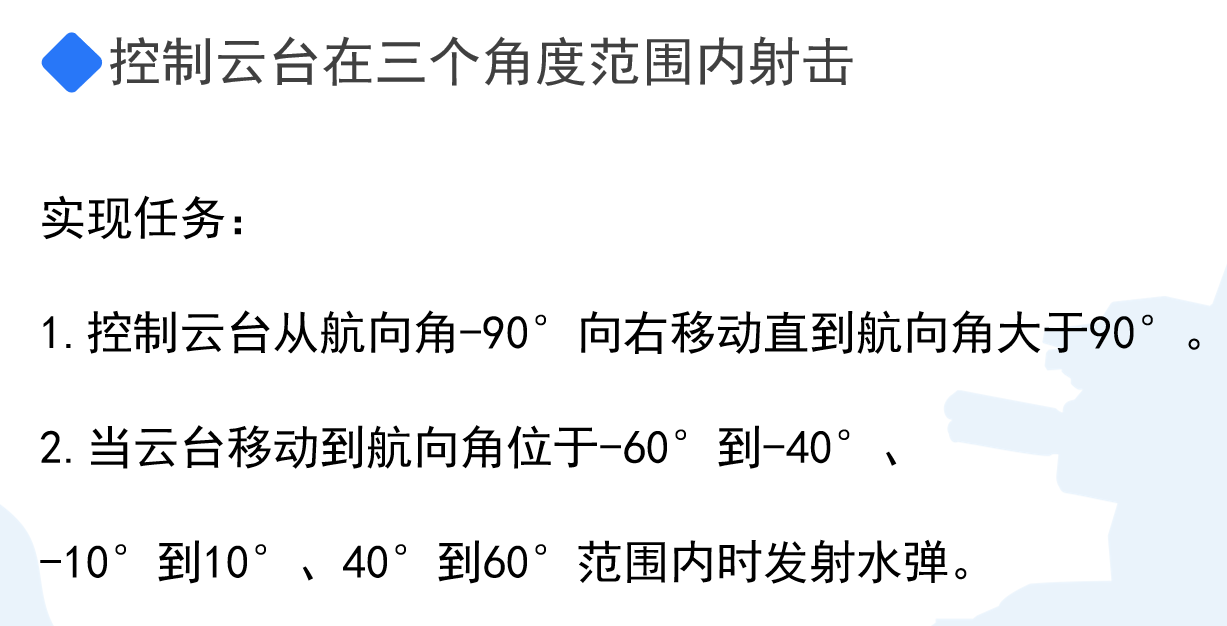 控制云台在三个角度范围内射击
实现任务：
1.控制云台从航向角-90°向右移动直到航向角大于90°。
2.当云台移动到航向角位于-60°到-40°、
-10°到10°、40°到60°范围内时发射水弹。